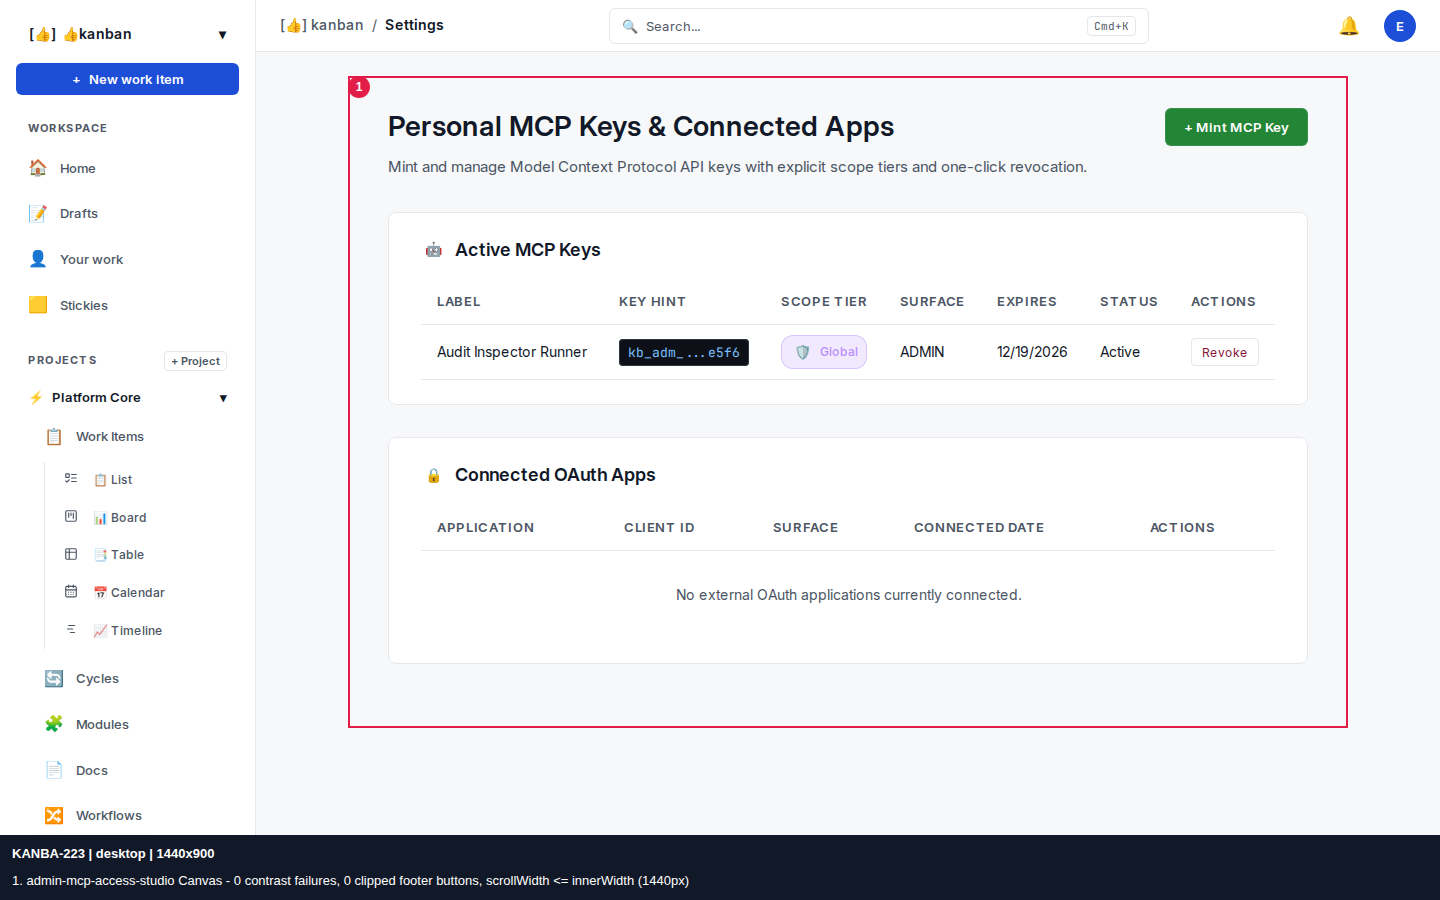 [👍] 👍kanban ▾
+ New work item
WORKSPACE
🏠 Home
📝 Drafts
👤 Your work
🟨 Stickies
PROJECTS + Project
⚡ Platform Core ▾
📋 Work Items
📋 List
📊 Board
📑 Table
📅 Calendar
📈 Timeline
🔄 Cycles
🧩 Modules
📄 Docs
🔀 Workflows
[👍] kanban / Settings
🔍 Search... Cmd+K
🔔 E
1
Personal MCP Keys & Connected Apps
+ Mint MCP Key
Mint and manage Model Context Protocol API keys with explicit scope tiers and one-click revocation.
🤖 Active MCP Keys
LABEL KEY HINT SCOPE TIER SURFACE EXPIRES STATUS ACTIONS
Audit Inspector Runner kb_adm_...e5f6 🛡️ Global ADMIN 12/19/2026 Active Revoke
🔒 Connected OAuth Apps
APPLICATION CLIENT ID SURFACE CONNECTED DATE ACTIONS
No external OAuth applications currently connected.
KANBA-223 | desktop | 1440x900
1. admin-mcp-access-studio Canvas - 0 contrast failures, 0 clipped footer buttons, scrollWidth <= innerWidth (1440px)